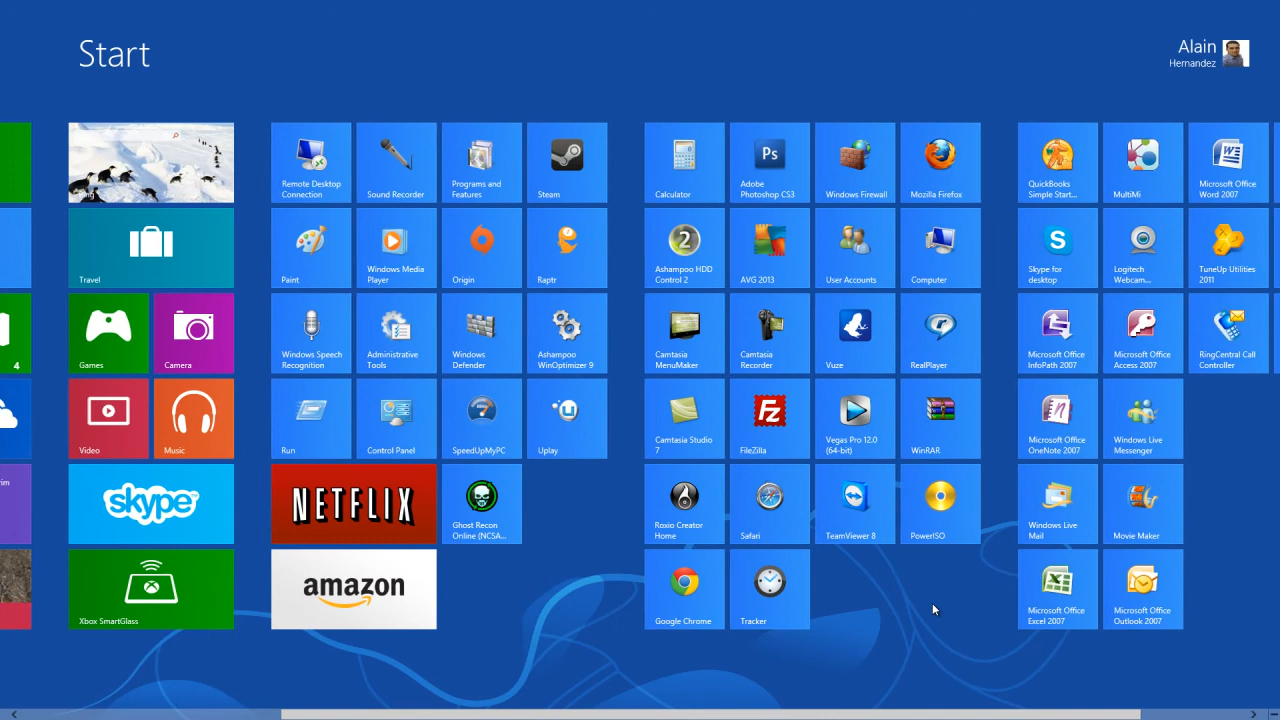 Start
Alain
Hernandez
4
rim
Travel
Games
Camera
Video
Music
skype
Xbox SmartGlass
Remote Desktop
Connection
Sound Recorder
Programs and
Features
Steam
Paint
Windows Media
Player
Origin
Raptr
Windows Speech
Recognition
Administrative
Tools
Windows
Defender
Ashampoo
WinOptimizer 9
Run
Control Panel
SpeedUpMyPC
Uplay
NETFLIX
Ghost Recon
Online (NCSA...
amazon
Calculator
Ps
Adobe
Photoshop CS3
Windows Firewall
Mozilla Firefox
2
Ashampoo HDD
Control 2
AVG 2013
User Accounts
Computer
Camtasia
MenuMaker
Camtasia
Recorder
Vuze
RealPlayer
Camtasia Studio
7
Fz
FileZilla
Vegas Pro 12.0
(64-bit)
WinRAR
Roxio Creator
Home
Safari
TeamViewer 8
PowerISO
Google Chrome
Tracker
QuickBooks
Simple Start...
MultiMi
Microsoft Office
Word 2007
S
Skype for
desktop
Logitech
Webcam...
TuneUp Utilities
2011
Microsoft Office
InfoPath 2007
Microsoft Office
Access 2007
RingCentral Call
Controller
Microsoft Office
OneNote 2007
Windows Live
Messenger
Windows Live
Mail
Movie Maker
Microsoft Office
Excel 2007
Microsoft Office
Outlook 2007